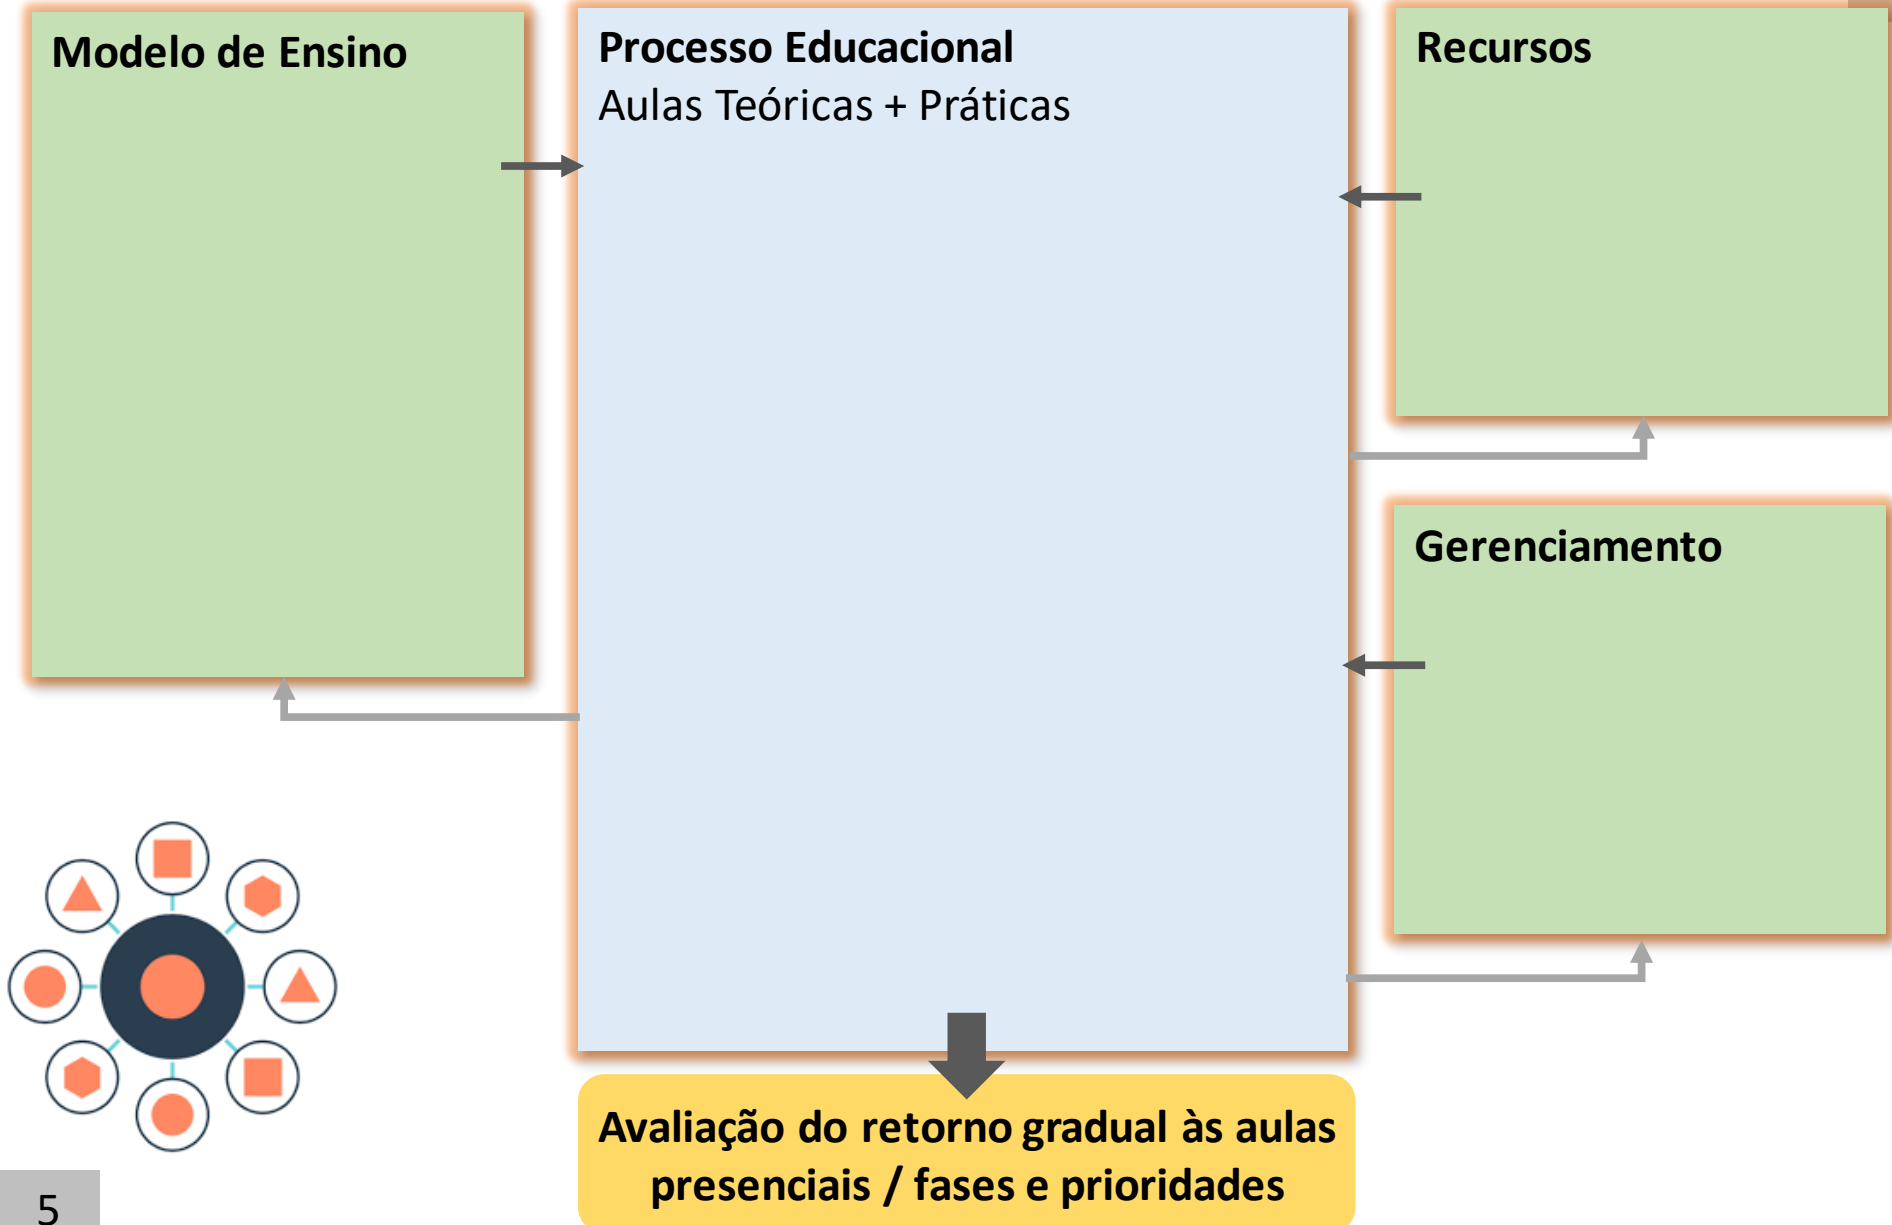 Modelo de Ensino
Processo Educacional
Aulas Teóricas + Práticas
Recursos
Gerenciamento
Avaliação do retorno gradual às aulas
presenciais / fases e prioridades
5